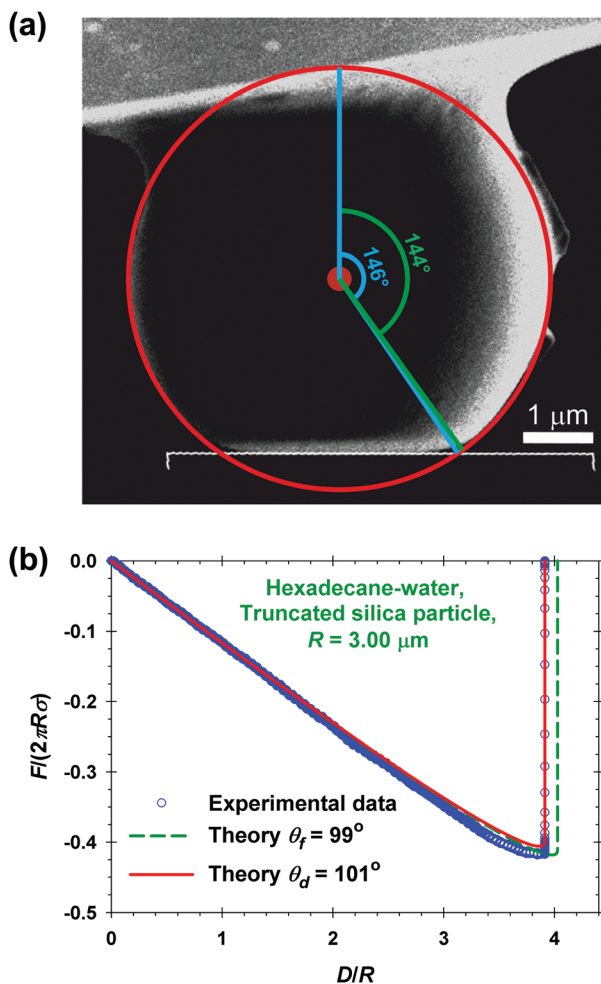 (a)
144°
146°
1 μm
(b)
0.0
-0.1
-0.2
-0.3
-0.4
-0.5
F/(2πRσ)
Hexadecane-water,
Truncated silica particle,
R = 3.00 μm
Experimental data
Theory θf = 99°
Theory θd = 101°
0
1
2
3
4
D/R